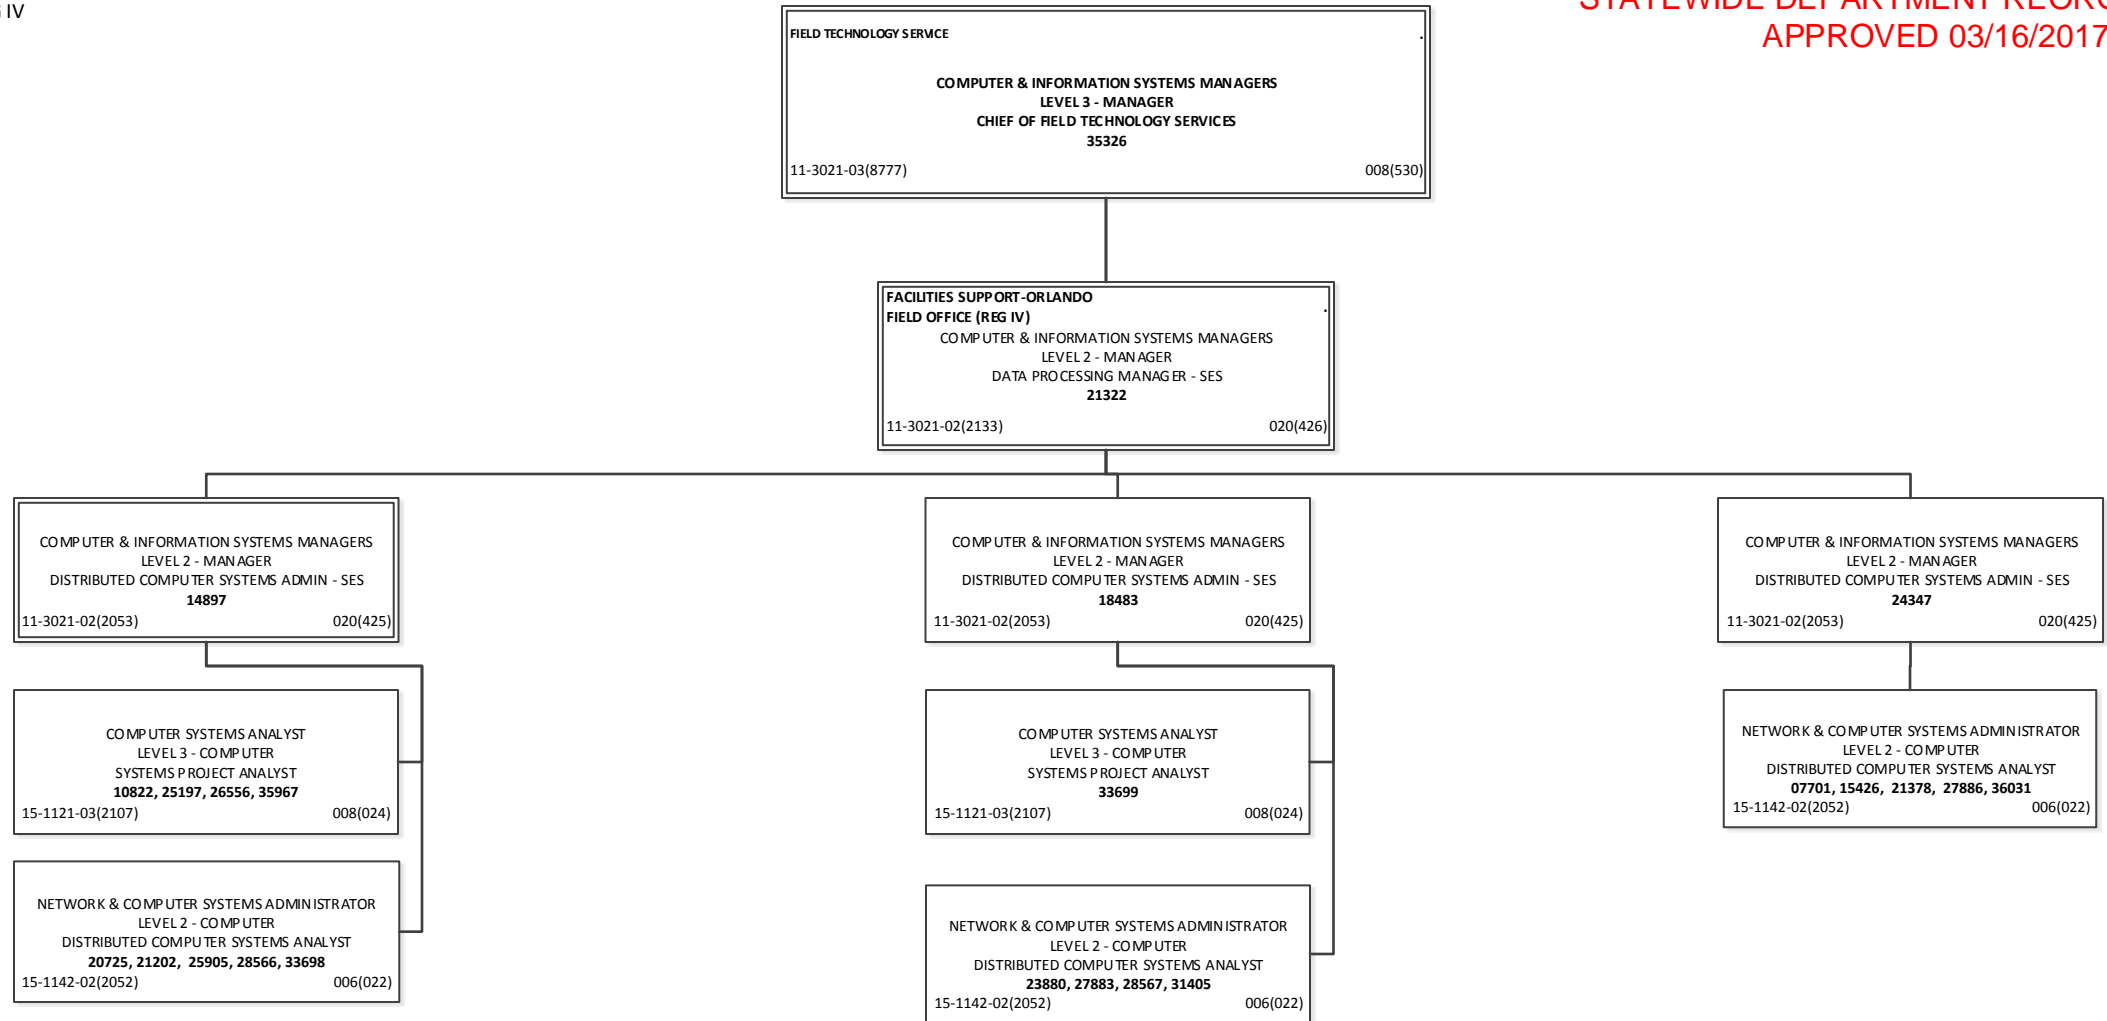 IV
STATEWIDE DEPARTMENT
APPROVED 03/16/2017
FIELD TECHNOLOGY SERVICE
.
COMPUTER & INFORMATION SYSTEMS MANAGERS
LEVEL 3 - MANAGER
CHIEF OF FIELD TECHNOLOGY SERVICES
35326
11-3021-03(8777) 008(530)
FACILITIES SUPPORT-ORLANDO
FIELD OFFICE (REG IV)
.
COMPUTER & INFORMATION SYSTEMS MANAGERS
LEVEL 2 - MANAGER
DATA PROCESSING MANAGER - SES
21322
11-3021-02(2133) 020(426)
COMPUTER & INFORMATION SYSTEMS MANAGERS
LEVEL 2 - MANAGER
DISTRIBUTED COMPUTER SYSTEMS ADMIN - SES
14897
11-3021-02(2053) 020(425)
COMPUTER & INFORMATION SYSTEMS MANAGERS
LEVEL 2 - MANAGER
DISTRIBUTED COMPUTER SYSTEMS ADMIN - SES
18483
11-3021-02(2053) 020(425)
COMPUTER & INFORMATION SYSTEMS MANAGERS
LEVEL 2 - MANAGER
DISTRIBUTED COMPUTER SYSTEMS ADMIN - SES
24347
11-3021-02(2053) 020(425)
COMPUTER SYSTEMS ANALYST
LEVEL 3 - COMPUTER
SYSTEMS PROJECT ANALYST
10822, 25197, 26556, 35967
15-1121-03(2107) 008(024)
COMPUTER SYSTEMS ANALYST
LEVEL 3 - COMPUTER
SYSTEMS PROJECT ANALYST
33699
15-1121-03(2107) 008(024)
NETWORK & COMPUTER SYSTEMS ADMINISTRATOR
LEVEL 2 - COMPUTER
DISTRIBUTED COMPUTER SYSTEMS ANALYST
07701, 15426, 21378, 27886, 36031
15-1142-02(2052) 006(022)
NETWORK & COMPUTER SYSTEMS ADMINISTRATOR
LEVEL 2 - COMPUTER
DISTRIBUTED COMPUTER SYSTEMS ANALYST
20725, 21202, 25905, 28566, 33698
15-1142-02(2052) 006(022)
NETWORK & COMPUTER SYSTEMS ADMINISTRATOR
LEVEL 2 - COMPUTER
DISTRIBUTED COMPUTER SYSTEMS ANALYST
23880, 27883, 28567, 31405
15-1142-02(2052) 006(022)